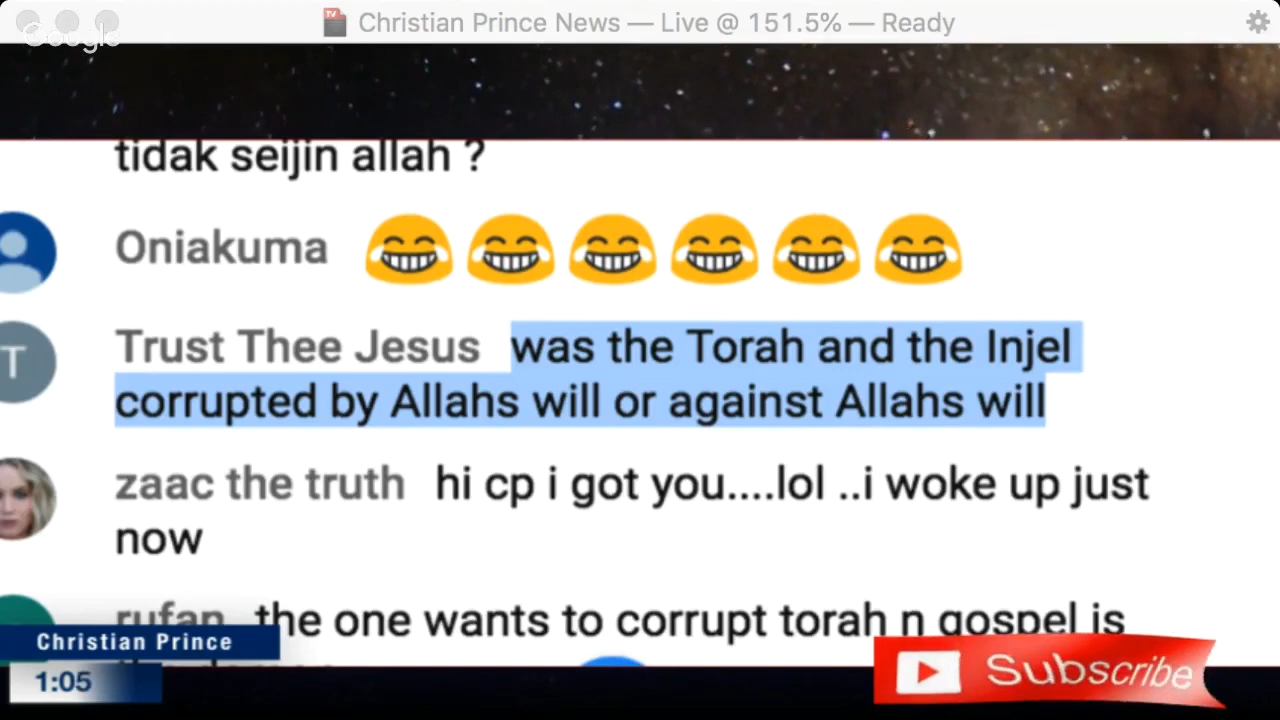 Christian Prince News — Live @ 151.5% — Ready
Google
tidak seijin allah ?
Oniakuma
Trust Thee Jesus was the Torah and the Injel
T
corrupted by Allahs will or against Allahs will
zaac the truth hi cp i got you....lol ..i woke up just
now
rufan the one wants to corrupt torah n gospel is
Christian Prince
1:05
Subscribe